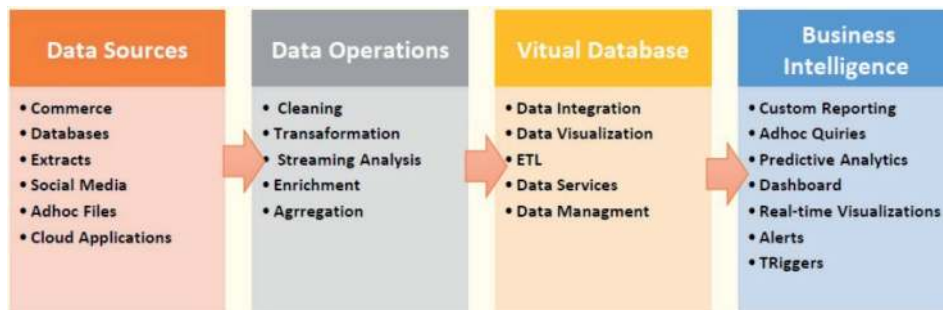 Data Sources
• Commerce
• Databases
• Extracts
• Social Media
• Adhoc Files
• Cloud Applications
Data Operations
• Cleaning
• Transaformation
• Streaming Analysis
• Enrichment
• Agrregation
Vitual Database
• Data Integration
• Data Visualization
• ETL
• Data Services
• Data Managment
Business
Intelligence
• Custom Reporting
• Adhoc Quiries
• Predictive Analytics
• Dashboard
• Real-time Visualizations
• Alerts
• TRiggers